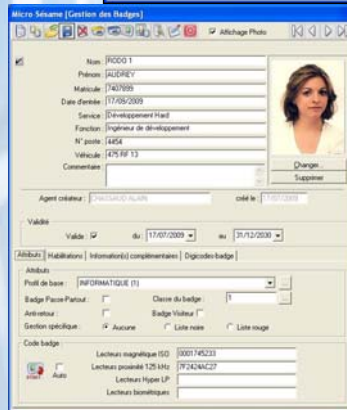 Micro Sésame [Gestion des Badges]
Affichage Photo
Nom RODO 1
Prénom AUDREY
Matricule 7407899
Date d'entrée 17/08/2009
Service Développement Hard
Fonction Ingénieur de développement
N° poste 4454
Véhicule 475 RF 13
Commentaire
Changer...
Supprimer
Agent créateur CHASSAUD ALAIN créé le 17/07/2009
Validité
Valide : du : 17/07/2009 au 31/12/2030
Attributs Habilitations Information(s) complémentaires Digicodes badge
Attributs
Profil de base : INFORMATIQUE (1) ...
Badge Passe-Partout : Classe du badge : 1 ...
Anti-retour : Badge Visiteur
Gestion spécifique : Aucune Liste noire Liste rouge
Code badge
Auto
Lecteurs magnétique ISO 0001745233
Lecteurs proximité 125 kHz 7F2424AC27
Lecteurs Hyper LP
Lecteurs biométriques